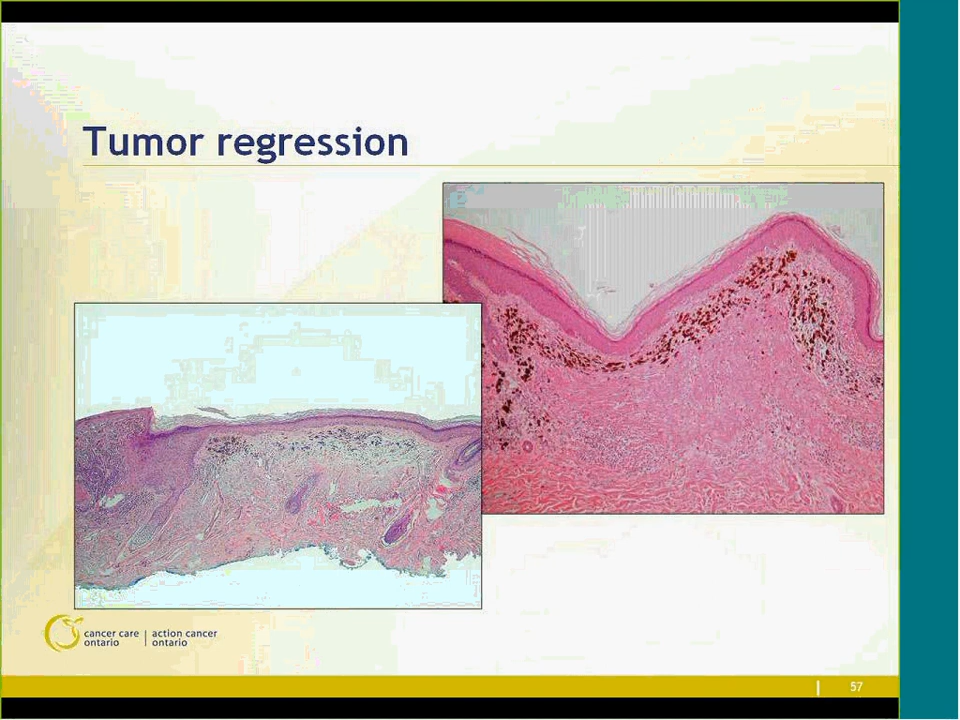 Tumor regression
cancer care | action cancer
ontario | ontario
| 57